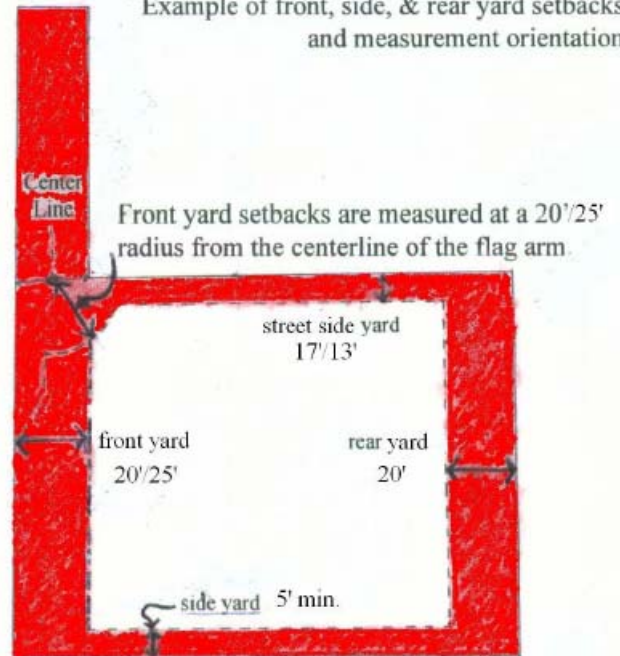 Example of front, side, & rear yard setbacks
and measurement orientation
Center
Line
Front yard setbacks are measured at a 20'/25'
radius from the centerline of the flag arm
street side yard
17'/13'
front yard
20'/25'
rear yard
20'
side yard 5' min.